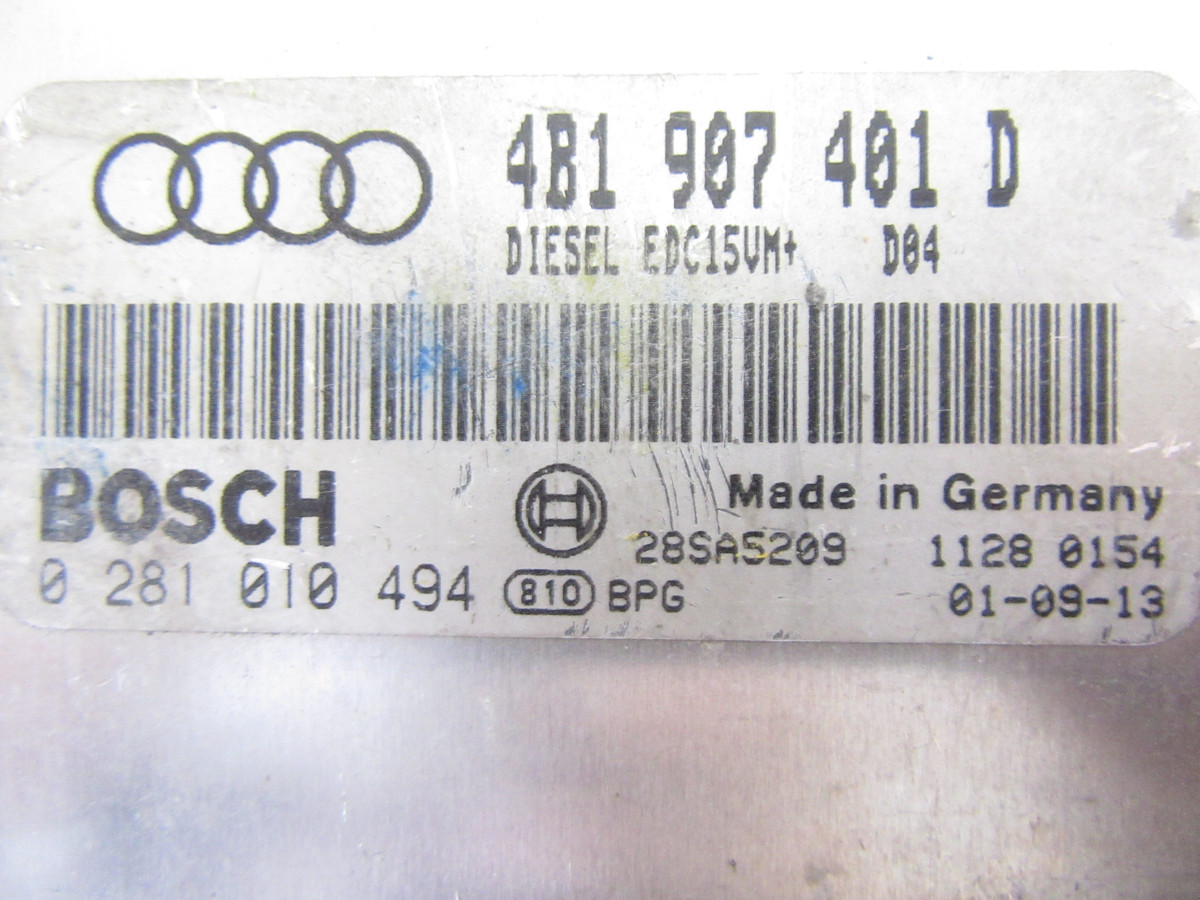 4B1 907 401 D
DIESEL EDC15VM+ D04
BOSCH
Made in Germany
28SA5209 1128 0154
0 281 010 494 810 BPG 01-09-13